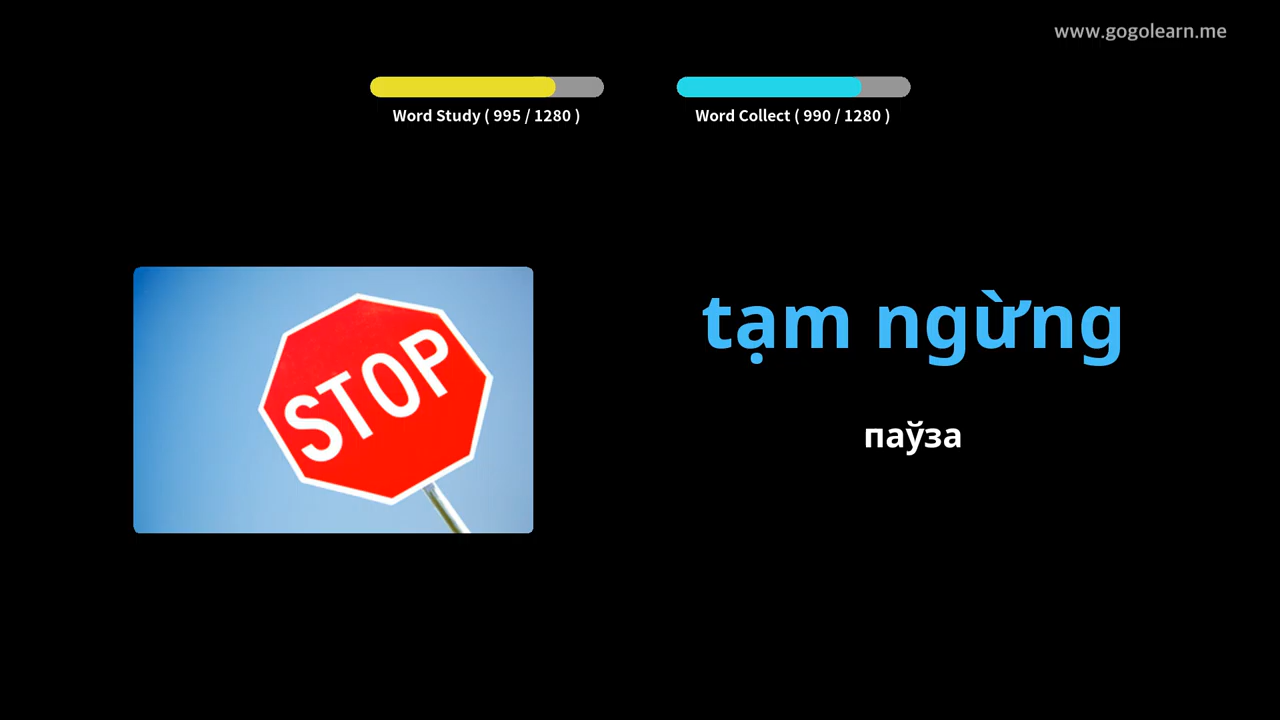 www.gogolearn.me
Word Study ( 995 / 1280 )
Word Collect ( 990 / 1280 )
STOP
tạm ngừng
паўза